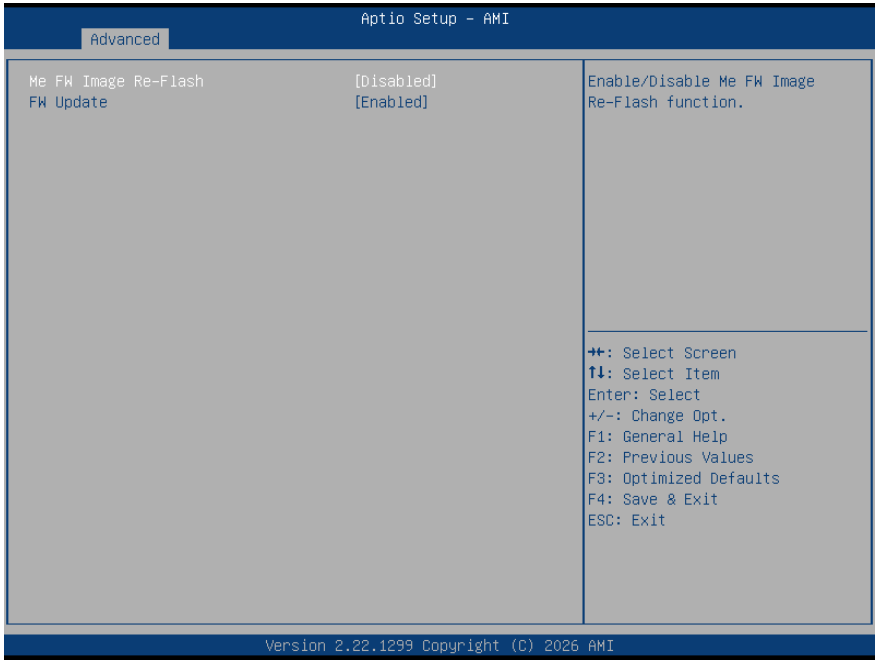 Aptio Setup – AMI
Advanced
Me FW Image Re–Flash [Disabled]
FW Update [Enabled]
Enable/Disable Me FW Image
Re–Flash function.
→←: Select Screen
↑↓: Select Item
Enter: Select
+/–: Change Opt.
F1: General Help
F2: Previous Values
F3: Optimized Defaults
F4: Save & Exit
ESC: Exit
Version 2.22.1299 Copyright (C) 2026 AMI